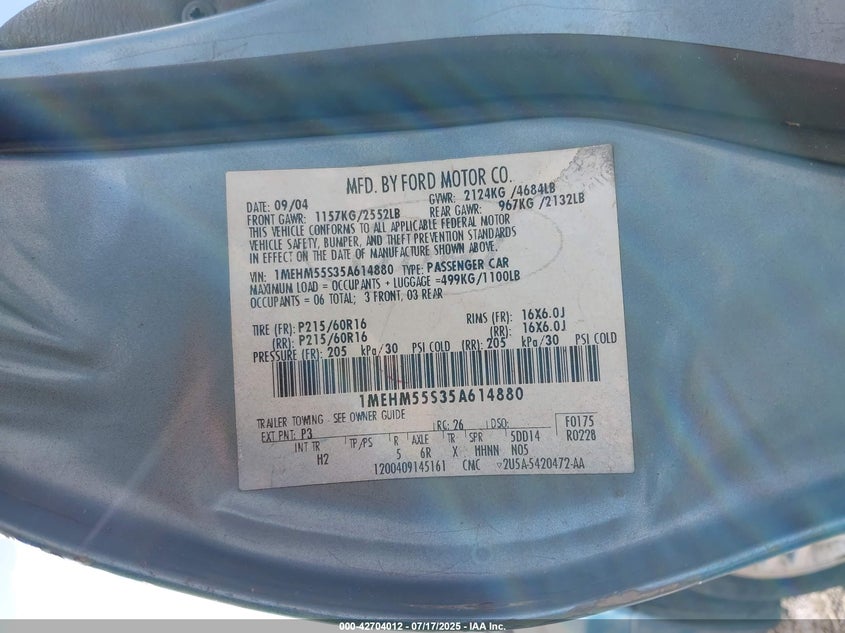 MFD. BY FORD MOTOR CO.
DATE: 09/04 GVWR: 2124KG /4684LB
FRONT GAWR: 1157KG/2552LB REAR GAWR: 967KG/2132LB
THIS VEHICLE CONFORMS TO ALL APPLICABLE FEDERAL MOTOR
VEHICLE SAFETY, BUMPER, AND THEFT PREVENTION STANDARDS
IN EFFECT ON THE DATE OF MANUFACTURE SHOWN ABOVE.
VIN: 1MEHM55S35A614880 TYPE: PASSENGER CAR
MAXIMUM LOAD = OCCUPANTS + LUGGAGE =499KG/1100LB
OCCUPANTS = 06 TOTAL; 3 FRONT, 03 REAR
TIRE (FR): P215/60R16 RIMS (FR): 16X6.0J
(RR): P215/60R16 (RR): 16X6.0J
PRESSURE (FR): 205 kPa/30 PSI COLD (RR): 205 kPa/30 PSI COLD
1MEHM55S35A614880
TRAILER TOWING SEE OWNER GUIDE
EXT PNT: P3 RC: 26 DSO: F0175
INT TR TP/PS R AXLE TR SPR 5DD14 R0228
H2 5 6R X HHNN N05
1200409145161 CMC ▽2U5A-5420472-AA
000-42704012 - 07/17/2025 - IAA, Inc.